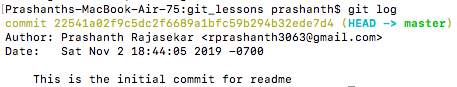 [Prashanths-MacBook-Air-75:git_lessons prashanth$ git log
commit 22541a02f9c5dc2f6689a1bfc59b294b32ede7d4 (HEAD -> master)
Author: Prashanth Rajasekar <rprashanth3063@gmail.com>
Date:   Sat Nov 2 18:44:05 2019 -0700
    This is the initial commit for readme